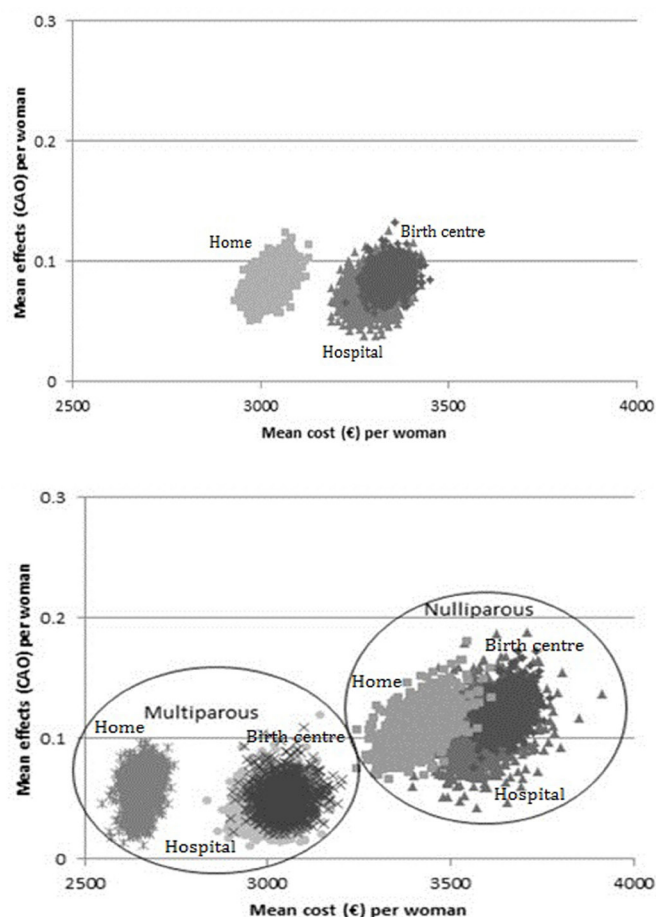 0.3
Mean effects (CAO) per woman
0.2
Home
Birth centre
0.1
Hospital
0
2500
3000
3500
4000
Mean cost (€) per woman
0.3
Mean effects (CAO) per woman
Nulliparous
0.2
Birth centre
Home
Multiparous
Home
Birth centre
0.1
Hospital
Hospital
0
2500
3000
3500
4000
Mean cost (€) per woman